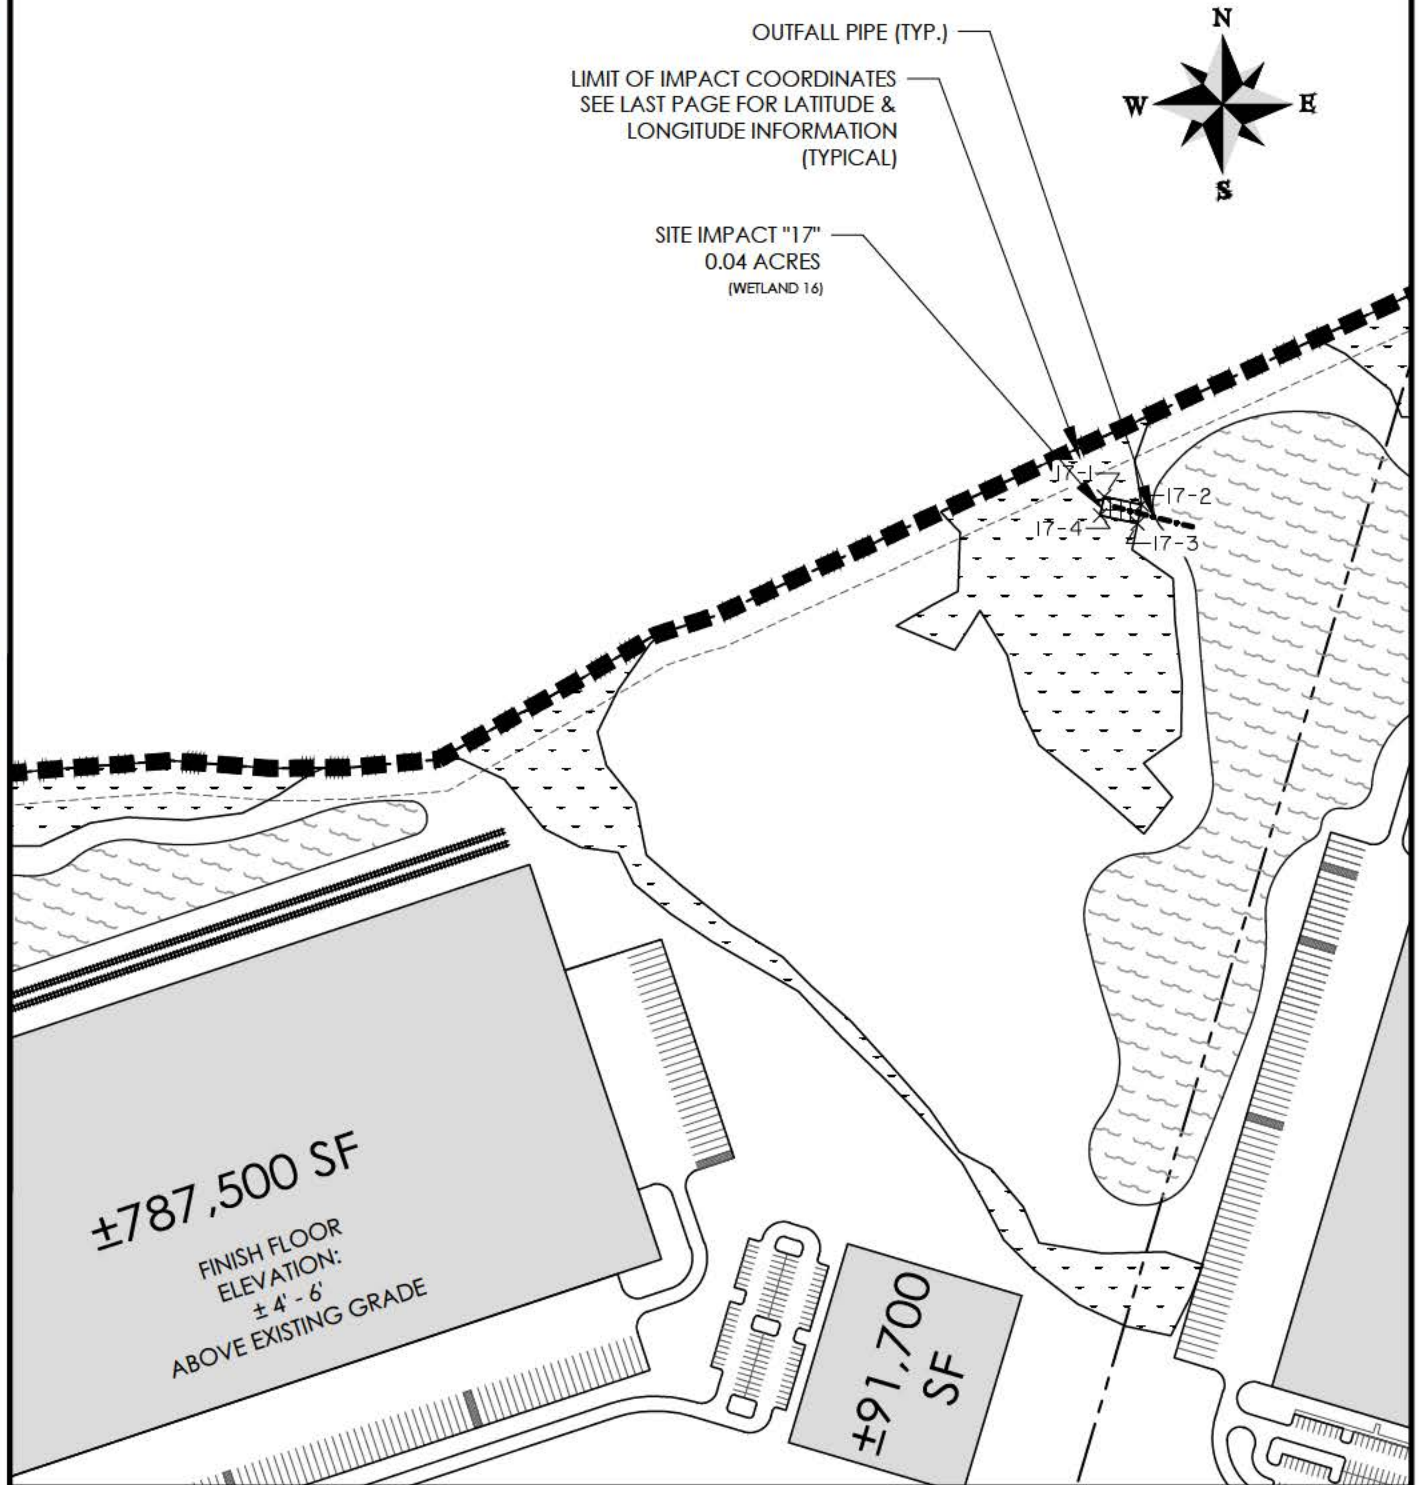 OUTFALL PIPE (TYP.)
LIMIT OF IMPACT COORDINATES
SEE LAST PAGE FOR LATITUDE &
LONGITUDE INFORMATION
(TYPICAL)
SITE IMPACT "17"
0.04 ACRES
(WETLAND 16)
N
W
E
S
17-1
17-2
17-4
17-3
±787,500 SF
FINISH FLOOR
ELEVATION:
± 4' - 6'
ABOVE EXISTING GRADE
±91,700
SF